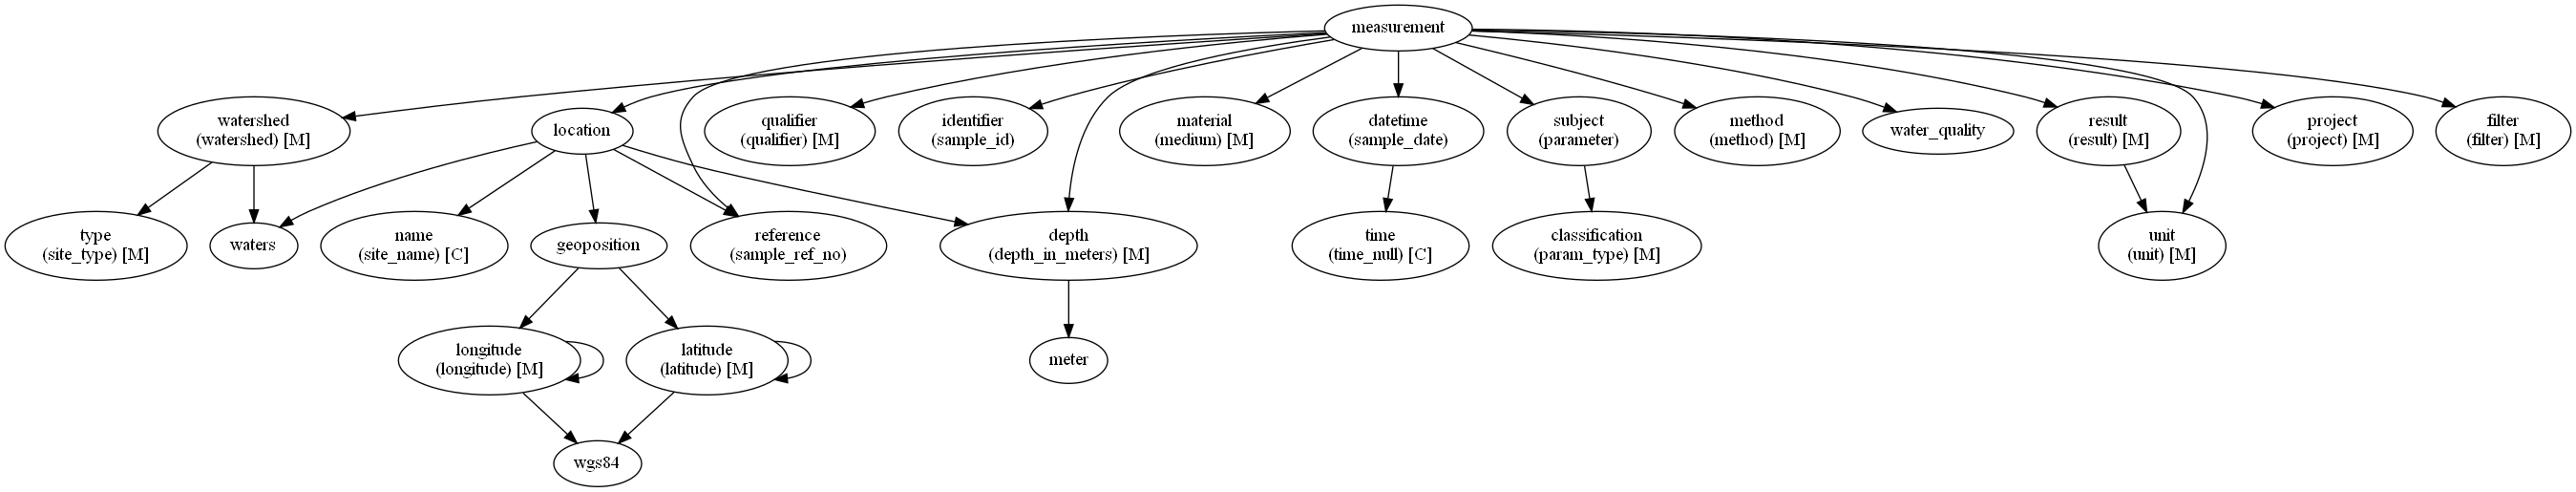 measurement
watershed
(watershed) [M]
location
qualifier
(qualifier) [M]
identifier
(sample_id)
material
(medium) [M]
datetime
(sample_date)
subject
(parameter)
method
(method) [M]
water_quality
result
(result) [M]
project
(project) [M]
filter
(filter) [M]
type
(site_type) [M]
waters
name
(site_name) [C]
geoposition
reference
(sample_ref_no)
depth
(depth_in_meters) [M]
time
(time_null) [C]
classification
(param_type) [M]
unit
(unit) [M]
longitude
(longitude) [M]
latitude
(latitude) [M]
meter
wgs84